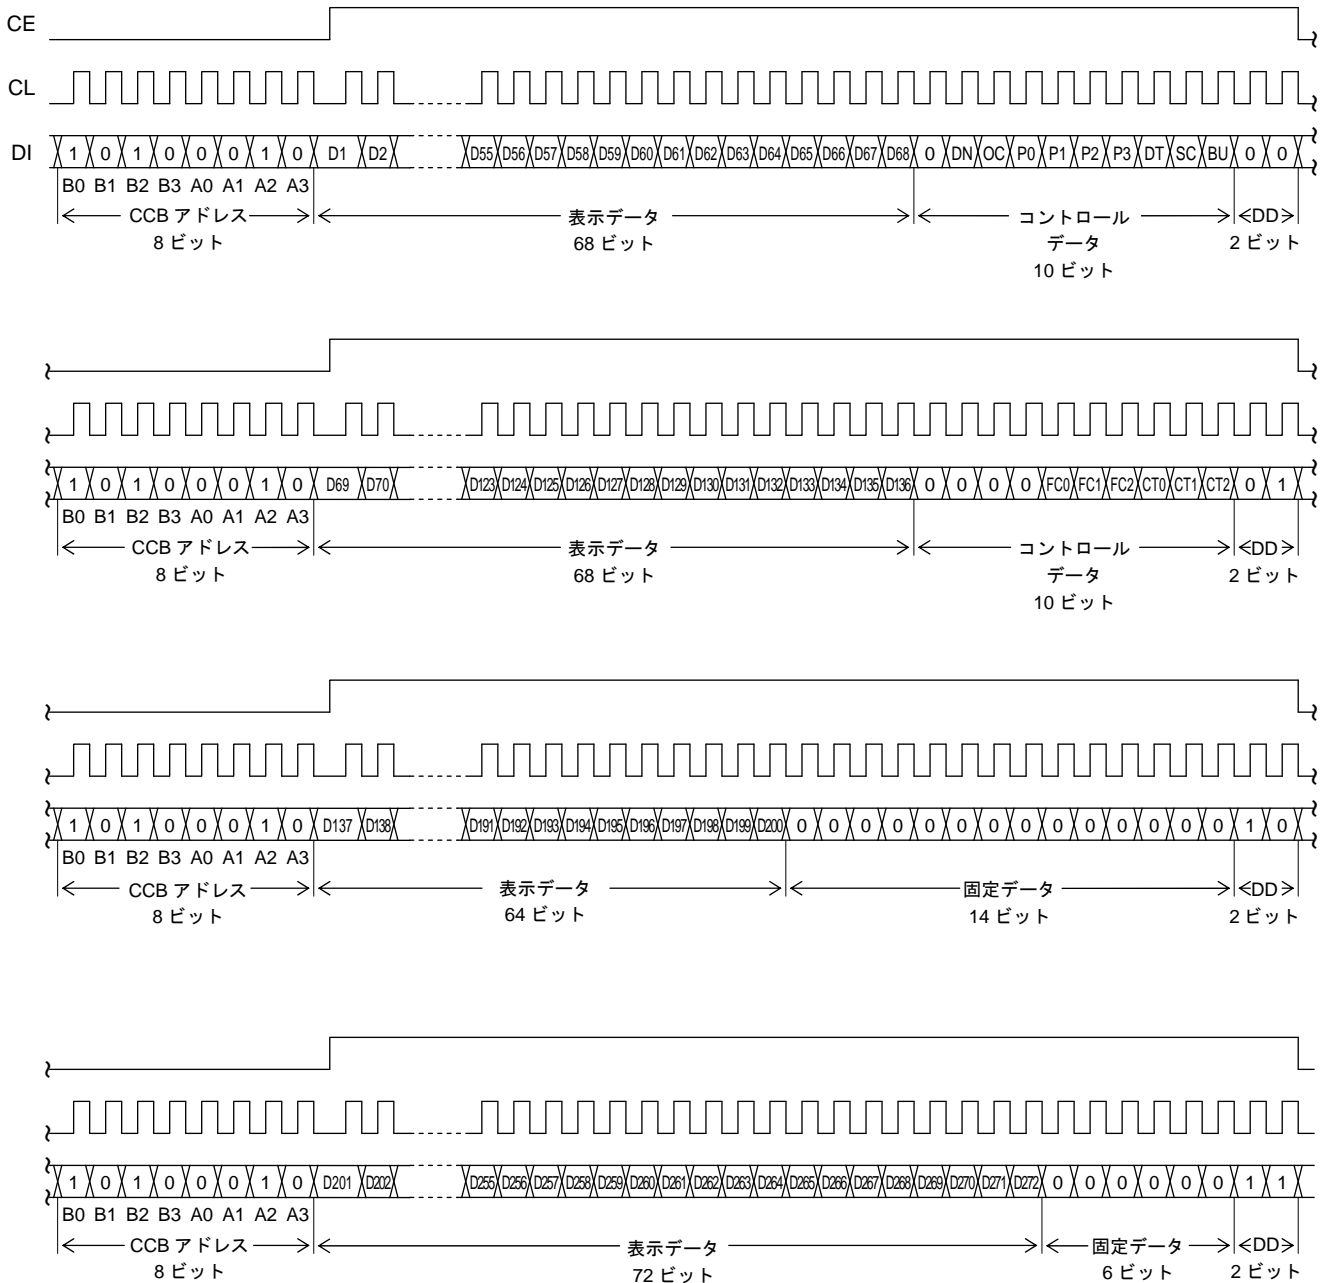 CE
CL
DI 1 0 1 0 0 0 1 0 D1 D2 D55 D56 D57 D58 D59 D60 D61 D62 D63 D64 D65 D66 D67 D68 0 DN OC P0 P1 P2 P3 DT SC BU 0 0
B0 B1 B2 B3 A0 A1 A2 A3
CCB アドレス 表示データ コントロール DD
8 ビット 68 ビット データ 2 ビット
10 ビット
1 0 1 0 0 0 1 0 D69 D70 D123 D124 D125 D126 D127 D128 D129 D130 D131 D132 D133 D134 D135 D136 0 0 0 0 FC0 FC1 FC2 CT0 CT1 CT2 0 1
B0 B1 B2 B3 A0 A1 A2 A3
CCB アドレス 表示データ コントロール DD
8 ビット 68 ビット データ 2 ビット
10 ビット
1 0 1 0 0 0 1 0 D137 D138 D191 D192 D193 D194 D195 D196 D197 D198 D199 D200 0 0 0 0 0 0 0 0 0 0 0 0 0 0 1 0
B0 B1 B2 B3 A0 A1 A2 A3
CCB アドレス 表示データ 固定データ DD
8 ビット 64 ビット 14 ビット 2 ビット
1 0 1 0 0 0 1 0 D201 D202 D255 D256 D257 D258 D259 D260 D261 D262 D263 D264 D265 D266 D267 D268 D269 D270 D271 D272 0 0 0 0 0 0 1 1
B0 B1 B2 B3 A0 A1 A2 A3
CCB アドレス 表示データ 固定データ DD
8 ビット 72 ビット 6 ビット 2 ビット